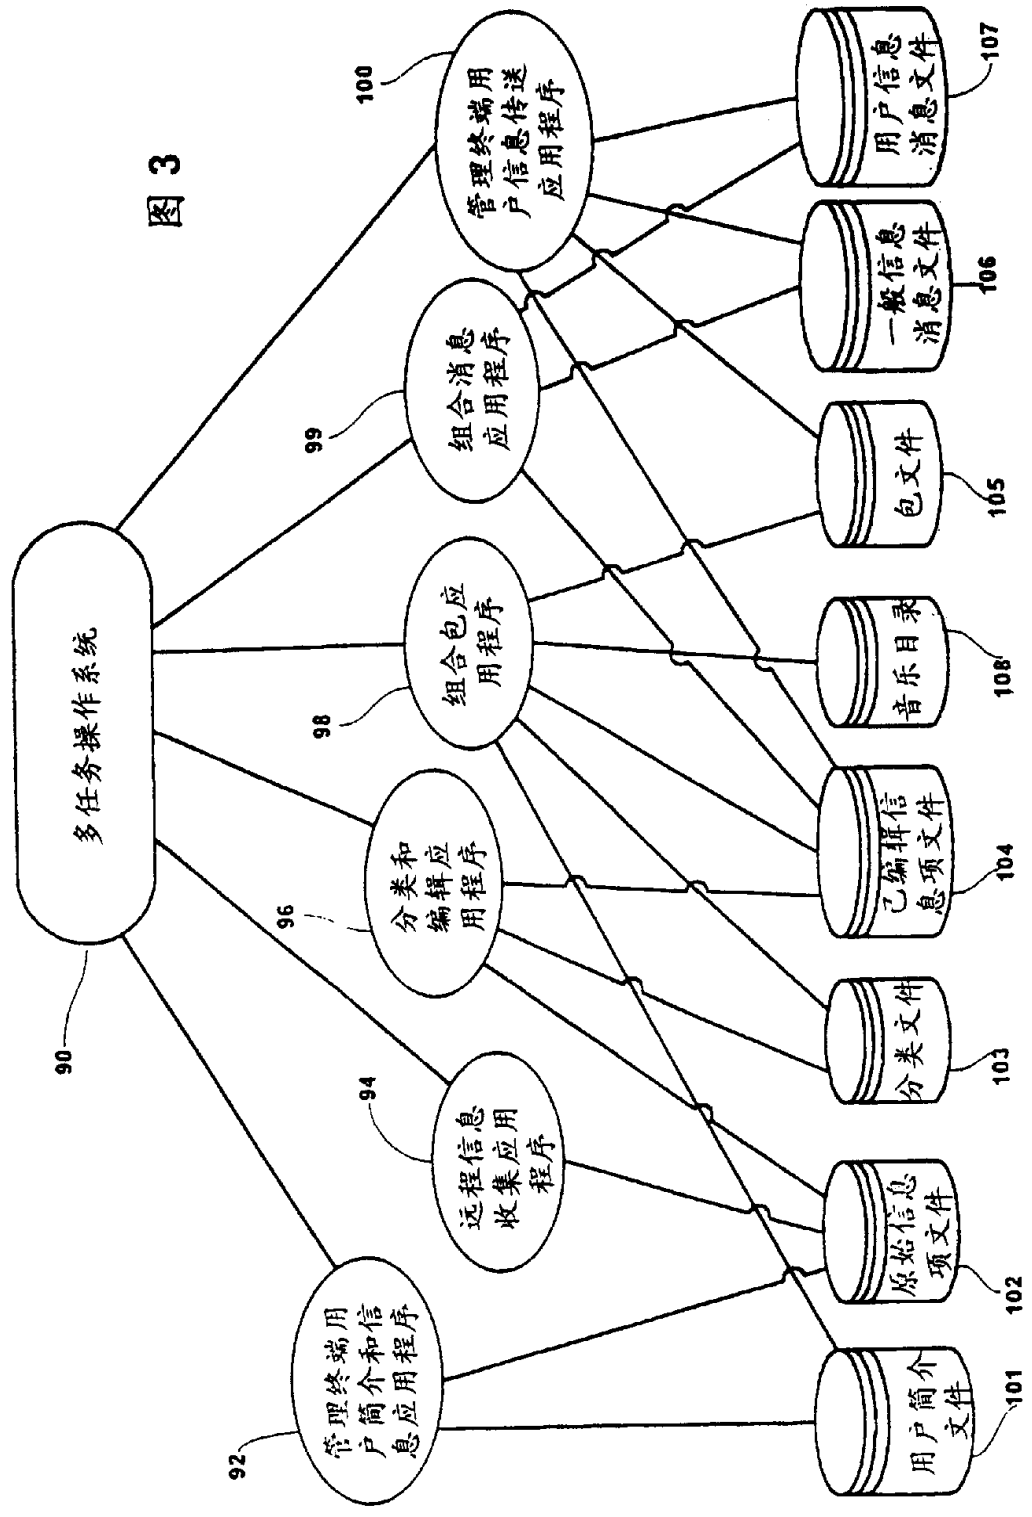 图 3
多任务操作系统
90
管理终端用
户简介和信
息应用程序
92
远程信息
收集应用
程序
94
分类和
编辑应
用程序
96
组合包应
用程序
98
组合消息
应用程序
99
管理终端用
户信息传送
应用程序
100
用户简介
文件
101
原始信息
项文件
102
分类文件
103
已编辑信
息项文件
104
音乐目录
108
包文件
105
一般信息
消息文件
106
用户信息
消息文件
107